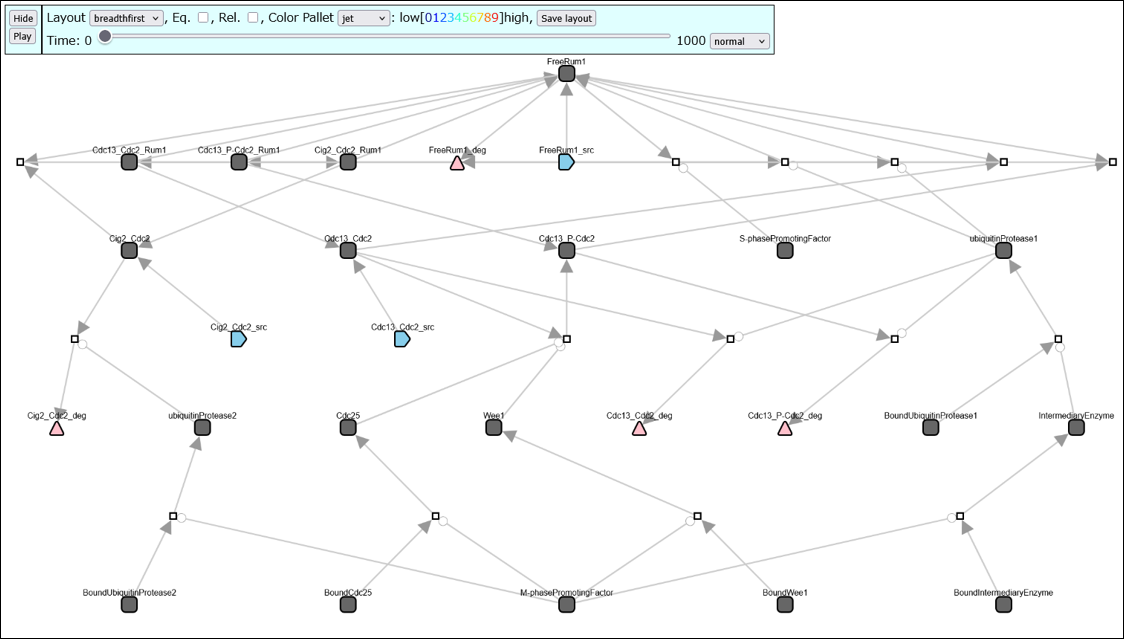 Hide Layout breadthfirst, Eq. , Rel. , Color Pallet jet : low[0123456789]high, Save layout
Play Time: 0 1000 normal
FreeRum1
Cdc13_Cdc2_Rum1 Cdc13_P-Cdc2_Rum1 Cig2_Cdc2_Rum1 FreeRum1_deg FreeRum1_src
Cig2_Cdc2 Cdc13_Cdc2 Cdc13_P-Cdc2 S-phasePromotingFactor ubiquitinProtease1
Cig2_Cdc2_src Cdc13_Cdc2_src
Cig2_Cdc2_deg ubiquitinProtease2 Cdc25 Wee1 Cdc13_Cdc2_deg Cdc13_P-Cdc2_deg BoundUbiquitinProtease1 IntermediaryEnzyme
BoundUbiquitinProtease2 BoundCdc25 M-phasePromotingFactor BoundWee1 BoundIntermediaryEnzyme